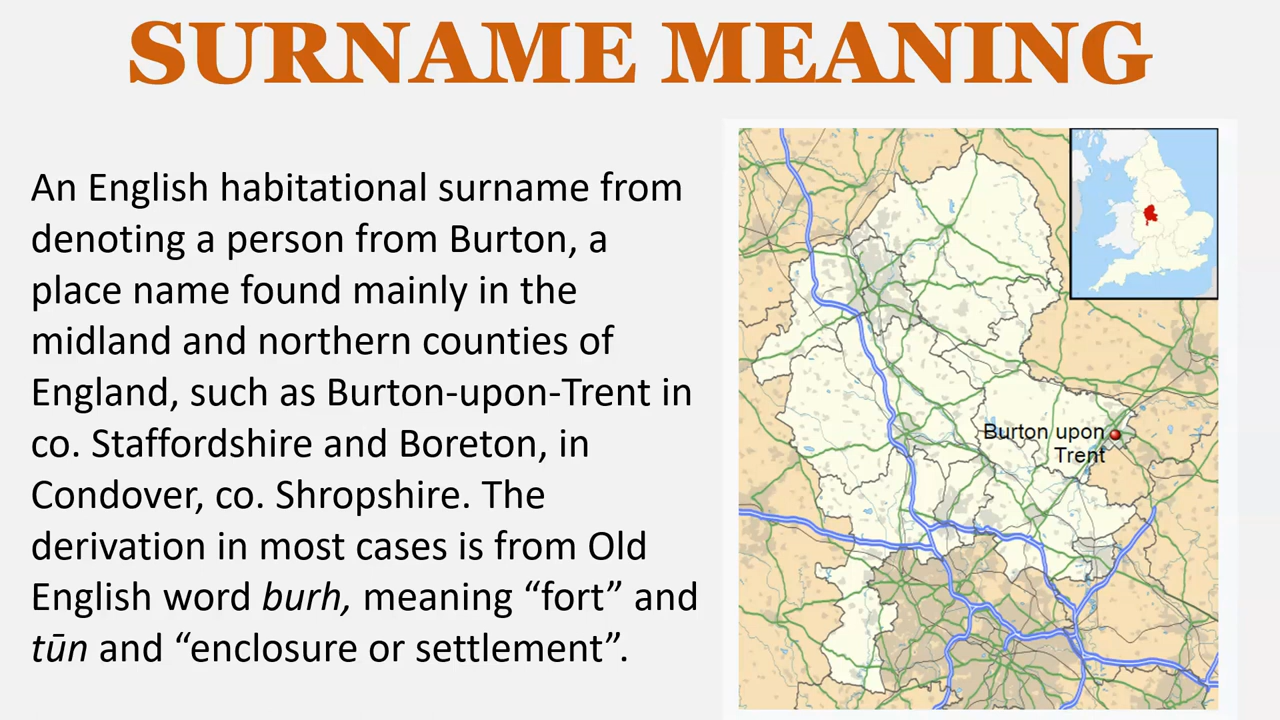 SURNAME MEANING
An English habitational surname from
denoting a person from Burton, a
place name found mainly in the
midland and northern counties of
England, such as Burton-upon-Trent in
co. Staffordshire and Boreton, in
Condover, co. Shropshire. The
derivation in most cases is from Old
English word burh, meaning “fort” and
tūn and “enclosure or settlement”.
Burton upon
Trent